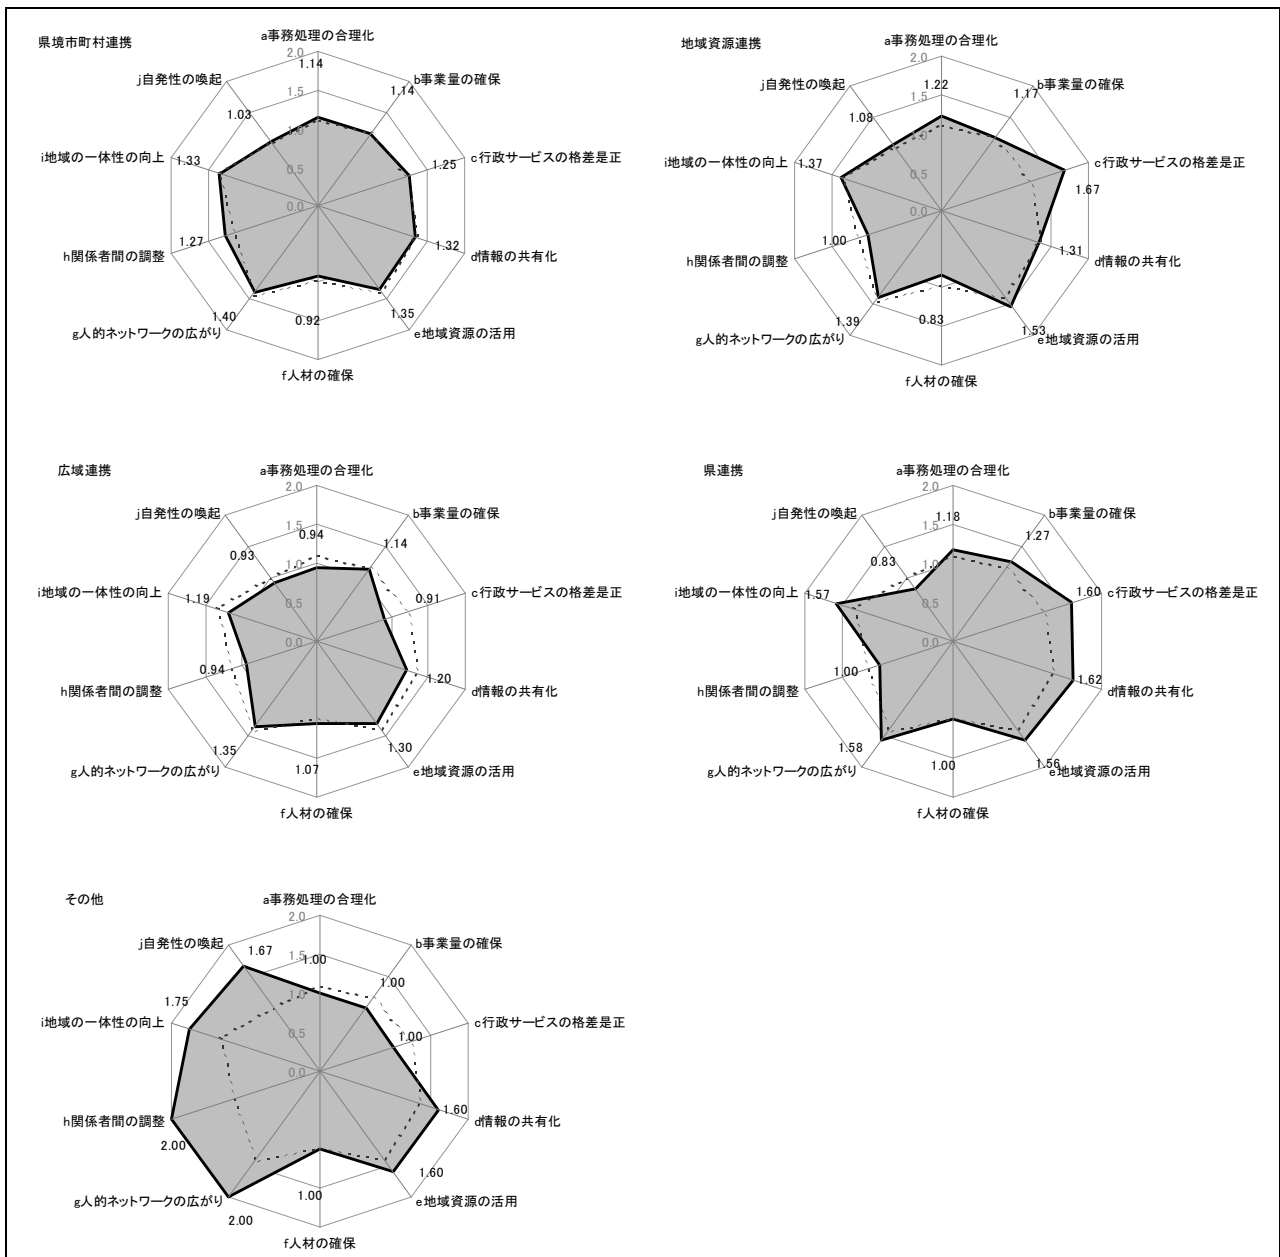 県境市町村連携
a事務処理の合理化
2.0
1.14
j自発性の喚起
b事業量の確保
1.5
1.14
1.03
1.0
i地域の一体性の向上
1.33
c行政サービスの格差是正
1.25
0.5
0.0
h関係者間の調整
1.27
d情報の共有化
1.32
g人的ネットワークの広がり
1.40
0.92
1.35
e地域資源の活用
f人材の確保
地域資源連携
a事務処理の合理化
2.0
1.22
j自発性の喚起
b事業量の確保
1.5
1.17
1.08
1.0
i地域の一体性の向上
1.37
c行政サービスの格差是正
1.67
0.5
0.0
h関係者間の調整
1.00
d情報の共有化
1.31
g人的ネットワークの広がり
1.39
0.83
1.53
e地域資源の活用
f人材の確保
広域連携
a事務処理の合理化
2.0
0.94
j自発性の喚起
b事業量の確保
1.5
1.14
0.93
1.0
i地域の一体性の向上
1.19
c行政サービスの格差是正
0.91
0.5
0.0
h関係者間の調整
0.94
d情報の共有化
1.20
g人的ネットワークの広がり
1.35
1.07
1.30
e地域資源の活用
f人材の確保
県連携
a事務処理の合理化
2.0
1.18
j自発性の喚起
b事業量の確保
1.5
1.27
0.83
1.0
i地域の一体性の向上
1.57
c行政サービスの格差是正
1.60
0.5
0.0
h関係者間の調整
1.00
d情報の共有化
1.62
g人的ネットワークの広がり
1.58
1.00
1.56
e地域資源の活用
f人材の確保
その他
a事務処理の合理化
2.0
1.00
j自発性の喚起
b事業量の確保
1.67
1.5
1.00
1.75
1.0
i地域の一体性の向上
c行政サービスの格差是正
1.00
0.5
0.0
h関係者間の調整
2.00
d情報の共有化
1.60
g人的ネットワークの広がり
2.00
1.00
1.60
e地域資源の活用
f人材の確保